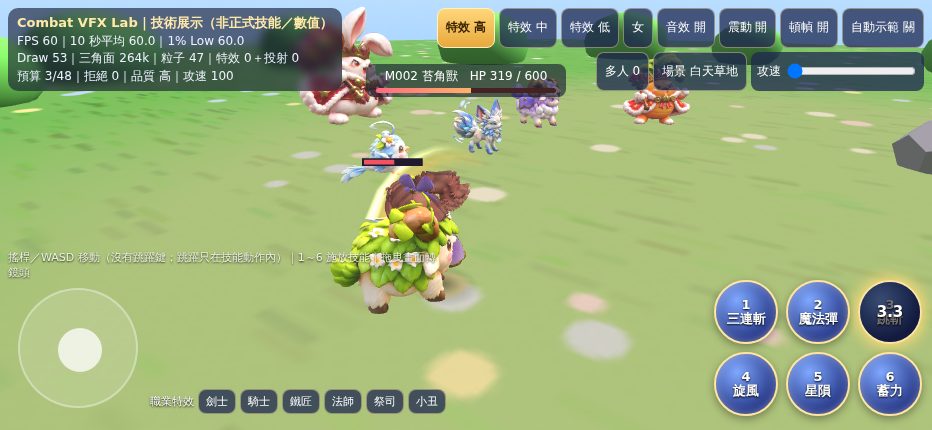 Combat VFX Lab｜技術展示（非正式技能／數值）
FPS 60｜10 秒平均 60.0｜1% Low 60.0
Draw 53｜三角面 264k｜粒子 47｜特效 0＋投射 0
預算 3/48｜拒絕 0｜品質 高｜攻速 100
特效 高
特效 中
特效 低
女
音效 開
震動 開
頓幀 開
自動示範 關
多人 0
場景 白天草地
攻速
M002 苔角獸 HP 319 / 600
搖桿／WASD 移動（沒有跳躍鍵；跳躍只在技能動作內）｜1～6 施放技能／拖曳畫面轉
鏡頭
1
三連斬
2
魔法彈
3.3
4
旋風
5
星隕
6
蓄力
職業特效
劍士
騎士
鐵匠
法師
祭司
小丑